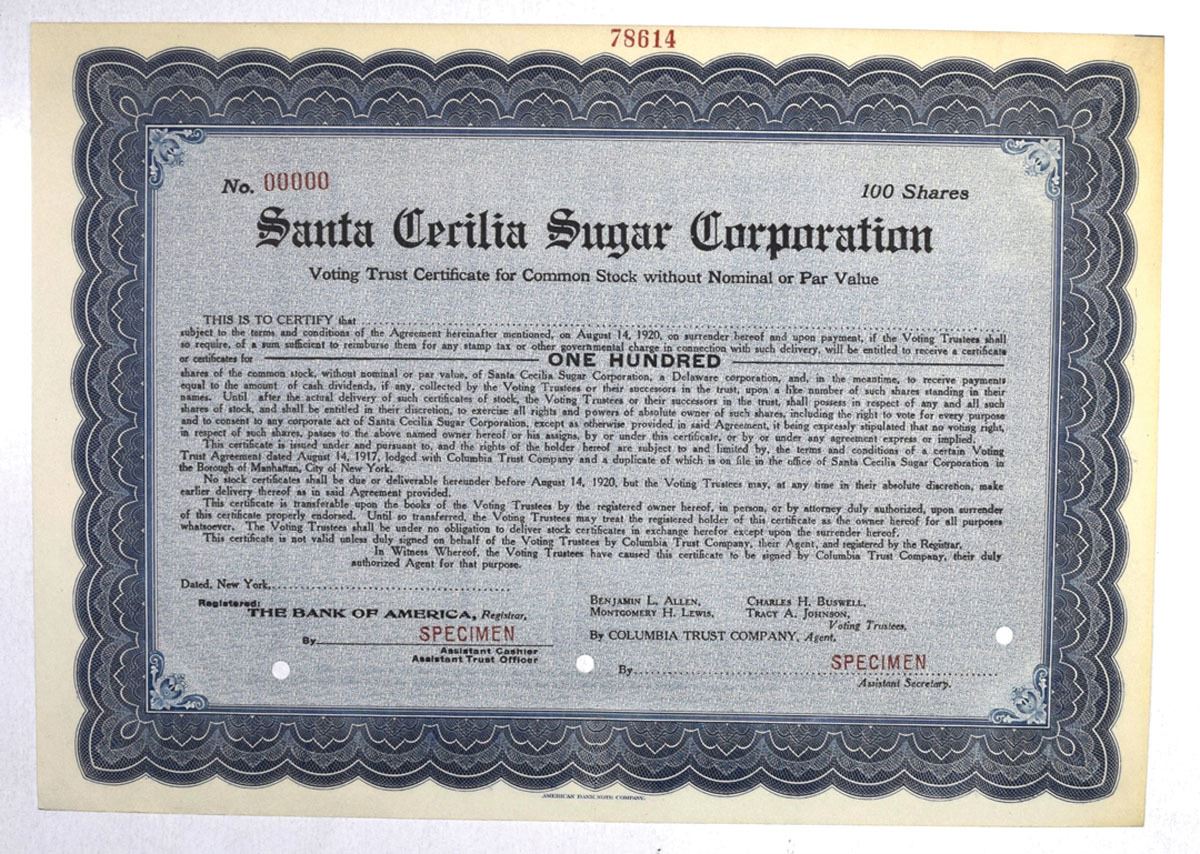 78614
No. 00000
100 Shares
Santa Cecilia Sugar Corporation
Voting Trust Certificate for Common Stock without Nominal or Par Value
THIS IS TO CERTIFY that
subject to the terms and conditions of the Agreement hereinafter mentioned, on August 14, 1920, on surrender hereof and upon payment, if the Voting Trustees shall
so require, of a sum sufficient to reimburse them for any stamp tax or other governmental charge in connection with such delivery, will be entitled to receive a certificate
or certificates for ONE HUNDRED
shares of the common stock, without nominal or par value, of Santa Cecilia Sugar Corporation, a Delaware corporation, and, in the meantime, to receive payments
equal to the amount of cash dividends, if any, collected by the Voting Trustees or their successors in the trust, upon a like number of such shares standing in their
names. Until after the actual delivery of such certificates of stock, the Voting Trustees or their successors in the trust, shall possess in respect of any and all such
shares of stock, and shall be entitled in their discretion, to exercise all rights and powers of absolute owner of such shares, including the right to vote for every purpose
and to consent to any corporate act of Santa Cecilia Sugar Corporation, except as otherwise provided in said Agreement, it being expressly stipulated that no voting right,
in respect of such shares, passes to the above named owner hereof or his assigns, by or under this certificate, or by or under any agreement express or implied.
This certificate is issued under and pursuant to, and the rights of the holder hereof are subject to and limited by, the terms and conditions of a certain Voting
Trust Agreement dated August 14, 1917, lodged with Columbia Trust Company and a duplicate of which is on file in the office of Santa Cecilia Sugar Corporation in
the Borough of Manhattan, City of New York.
No stock certificates shall be due or deliverable hereunder before August 14, 1920, but the Voting Trustees may, at any time in their absolute discretion, make
earlier delivery thereof as in said Agreement provided.
This certificate is transferable upon the books of the Voting Trustees by the registered owner hereof, in person, or by attorney duly authorized, upon surrender
of this certificate properly endorsed. Until so transferred, the Voting Trustees may treat the registered holder of this certificate as the owner hereof for all purposes
whatsoever. The Voting Trustees shall be under no obligation to deliver stock certificates in exchange herefor except upon the surrender hereof.
This certificate is not valid unless duly signed on behalf of the Voting Trustees by Columbia Trust Company, their Agent, and registered by the Registrar.
In Witness Whereof, the Voting Trustees have caused this certificate to be signed by Columbia Trust Company, their duly
authorized Agent for that purpose.
Dated, New York,
Registered:
THE BANK OF AMERICA, Registrar,
By SPECIMEN
Assistant Cashier
Assistant Trust Officer
BENJAMIN L. ALLEN, CHARLES H. BUSWELL,
MONTGOMERY H. LEWIS, TRACY A. JOHNSON,
Voting Trustees,
By COLUMBIA TRUST COMPANY, Agent,
By SPECIMEN
Assistant Secretary.
AMERICAN BANK NOTE COMPANY.